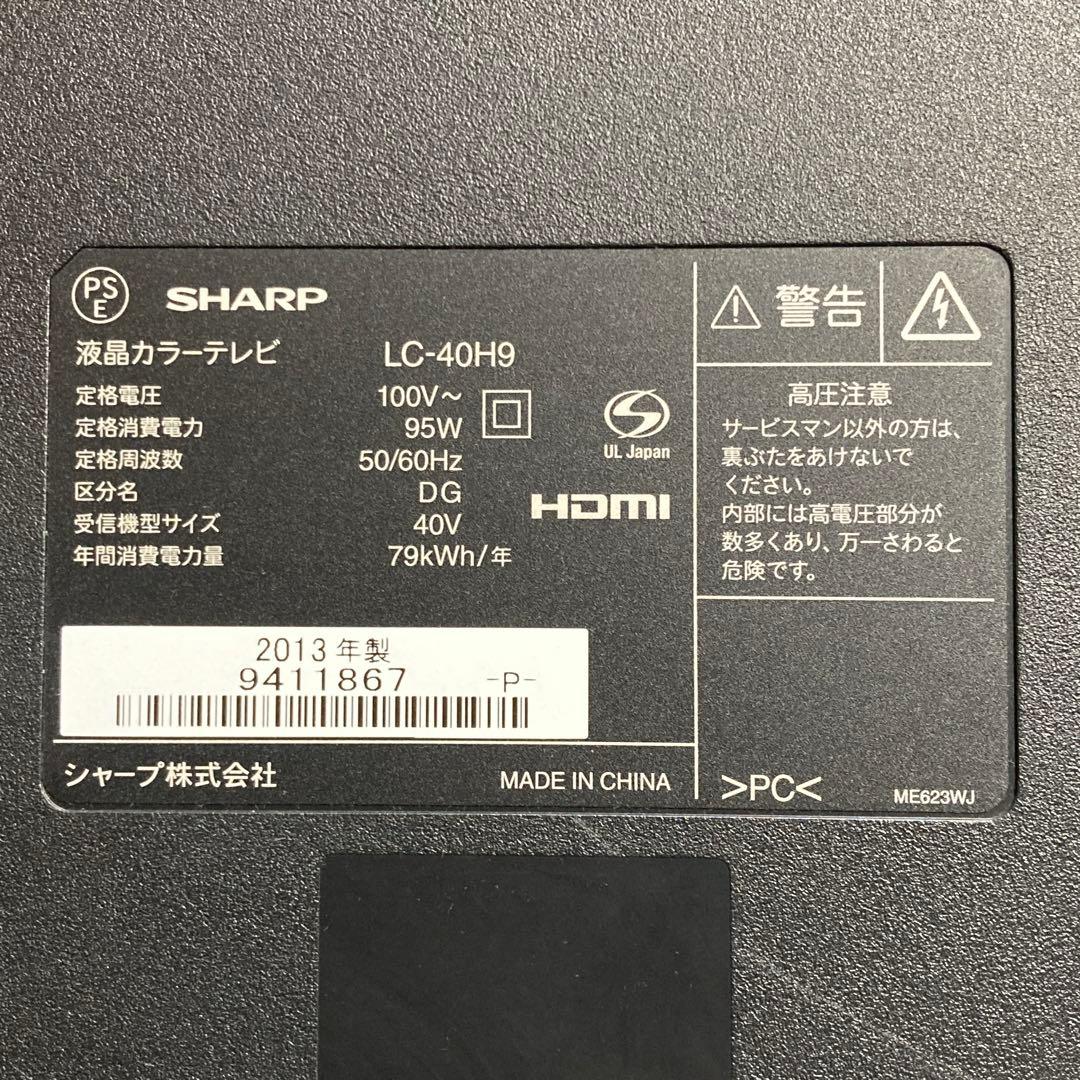 PSE SHARP
液晶カラーテレビ LC-40H9
定格電圧 100V～
定格消費電力 95W
定格周波数 50/60Hz
区分名 DG
受信機型サイズ 40V
年間消費電力量 79kWh/年
UL Japan
HDMI
2013年製
9411867 -P-
シャープ株式会社 MADE IN CHINA
警告
高圧注意
サービスマン以外の方は、
裏ぶたをあけないで
ください。
内部には高電圧部分が
数多くあり、万一さわると
危険です。
>PC< ME623WJ